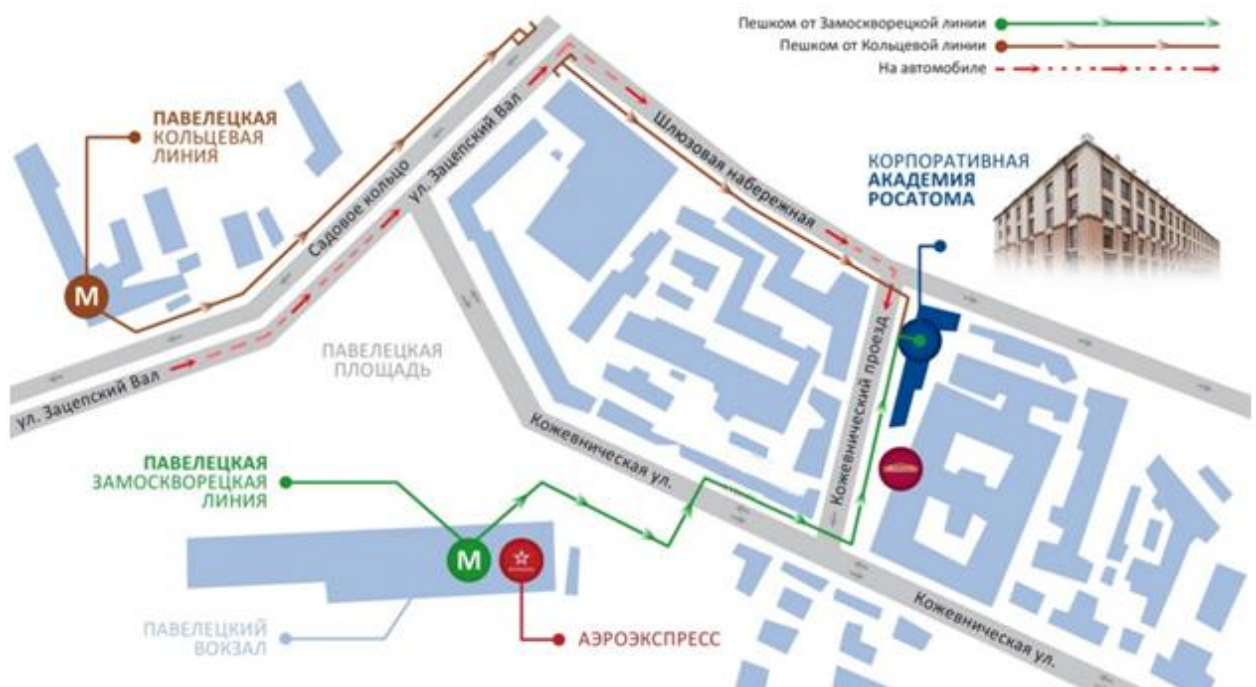 Пешком от Замоскворецкой линии
Пешком от Кольцевой линии
На автомобиле
ПАВЕЛЕЦКАЯ
КОЛЬЦЕВАЯ
ЛИНИЯ
М
Садовое кольцо
ул. Зацепский Вал
Шлюзовая набережная
КОРПОРАТИВНАЯ
АКАДЕМИЯ
РОСАТОМА
ул. Зацепский Вал
ПАВЕЛЕЦКАЯ
ПЛОЩАДЬ
Кожевнический проезд
Кожевническая ул.
ПАВЕЛЕЦКАЯ
ЗАМОСКВОРЕЦКАЯ
ЛИНИЯ
М
ПАВЕЛЕЦКИЙ
ВОКЗАЛ
АЭРОЭКСПРЕСС
Кожевническая ул.